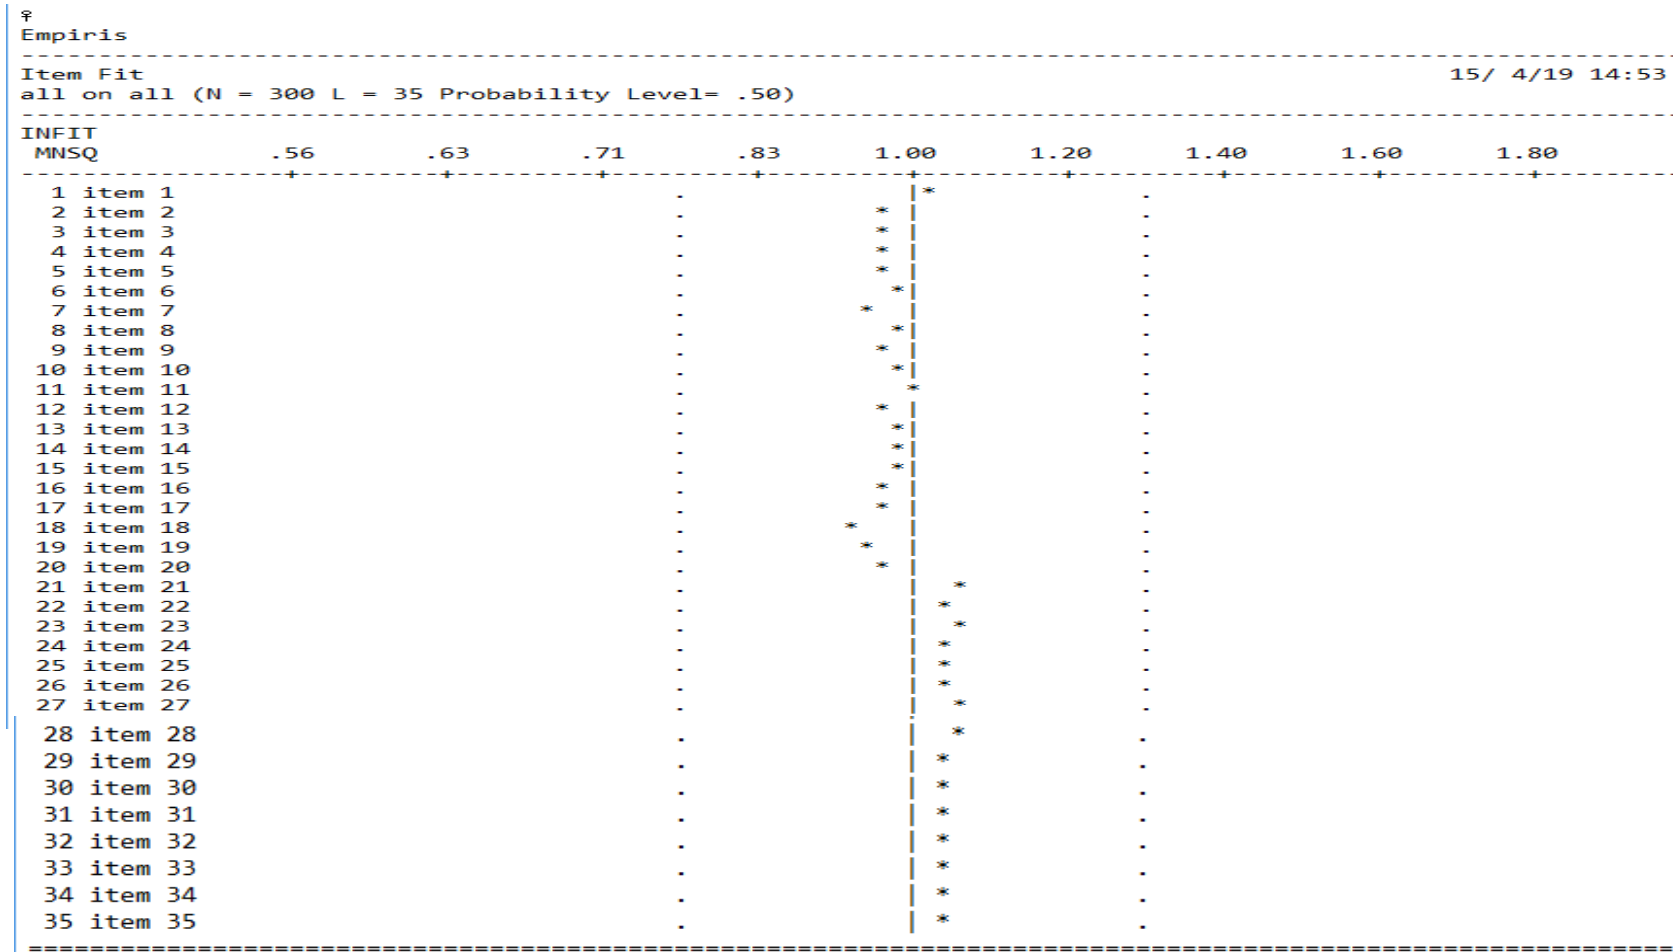 ♀
Empiris
--------------------------------------------------------------------------------
Item Fit 15/ 4/19 14:53
all on all (N = 300 L = 35 Probability Level= .50)
--------------------------------------------------------------------------------
INFIT
MNSQ .56 .63 .71 .83 1.00 1.20 1.40 1.60 1.80
-----------------+---------+---------+---------+---------+---------+---------+---------+---------+---------
1 item 1 . |* .
2 item 2 . * | .
3 item 3 . * | .
4 item 4 . * | .
5 item 5 . * | .
6 item 6 . *| .
7 item 7 . * | .
8 item 8 . *| .
9 item 9 . * | .
10 item 10 . *| .
11 item 11 . * .
12 item 12 . * | .
13 item 13 . *| .
14 item 14 . *| .
15 item 15 . *| .
16 item 16 . * | .
17 item 17 . * | .
18 item 18 . * | .
19 item 19 . * | .
20 item 20 . * | .
21 item 21 . | * .
22 item 22 . | * .
23 item 23 . | * .
24 item 24 . | * .
25 item 25 . | * .
26 item 26 . | * .
27 item 27 . | * .
28 item 28 . | * .
29 item 29 . | * .
30 item 30 . | * .
31 item 31 . | * .
32 item 32 . | * .
33 item 33 . | * .
34 item 34 . | * .
35 item 35 . | * .
================================================================================